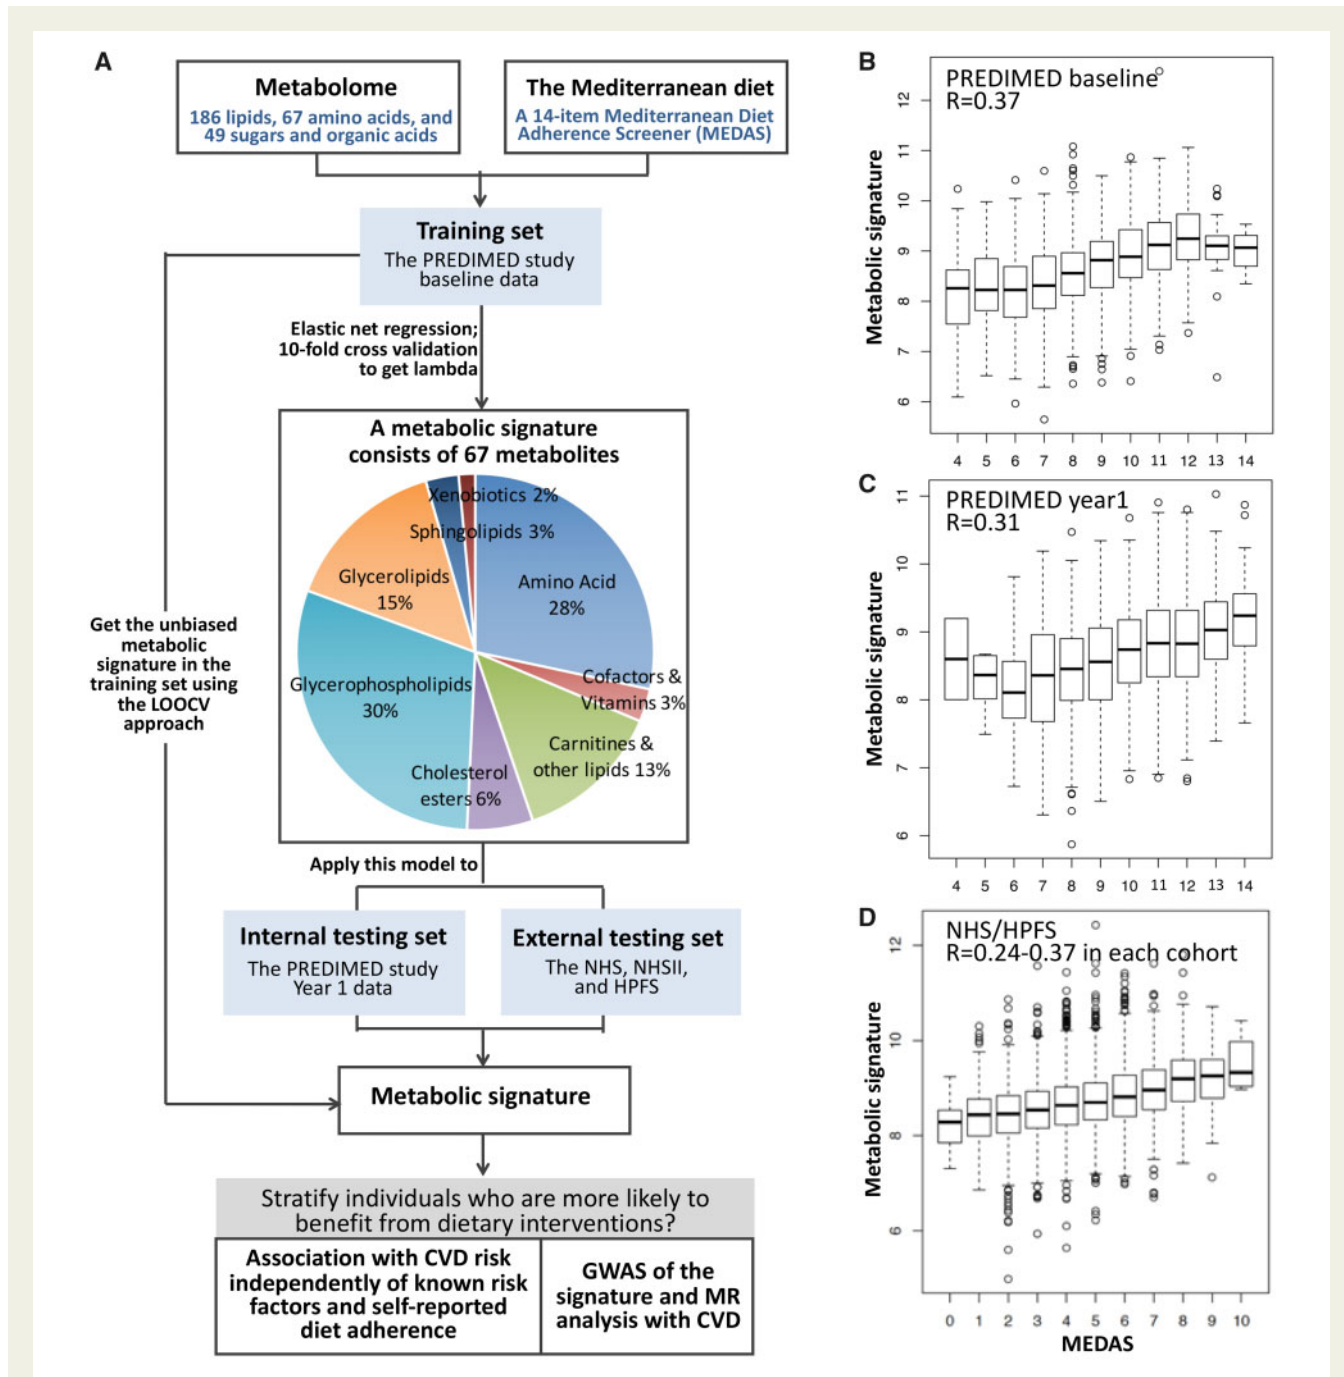 A
Metabolome
186 lipids, 67 amino acids, and
49 sugars and organic acids
The Mediterranean diet
A 14-item Mediterranean Diet
Adherence Screener (MEDAS)
Training set
The PREDIMED study
baseline data
Elastic net regression;
10-fold cross validation
to get lambda
A metabolic signature
consists of 67 metabolites
Xenobiotics 2%
Sphingolipids 3%
Glycerolipids
15%
Amino Acid
28%
Glycerophospholipids
30%
Cofactors &
Vitamins 3%
Carnitines &
other lipids 13%
Cholesterol
esters 6%
Get the unbiased
metabolic
signature in the
training set using
the LOOCV
approach
Apply this model to
Internal testing set
The PREDIMED study
Year 1 data
External testing set
The NHS, NHSII,
and HPFS
Metabolic signature
Stratify individuals who are more likely to
benefit from dietary interventions?
Association with CVD risk
independently of known risk
factors and self-reported
diet adherence
GWAS of the
signature and MR
analysis with CVD
B
PREDIMED baseline
R=0.37
Metabolic signature
12
11
10
9
8
7
6
4 5 6 7 8 9 10 11 12 13 14
C
PREDIMED year1
R=0.31
Metabolic signature
11
10
9
8
7
6
4 5 6 7 8 9 10 11 12 13 14
D
NHS/HPFS
R=0.24-0.37 in each cohort
Metabolic signature
12
10
8
6
0 1 2 3 4 5 6 7 8 9 10
MEDAS